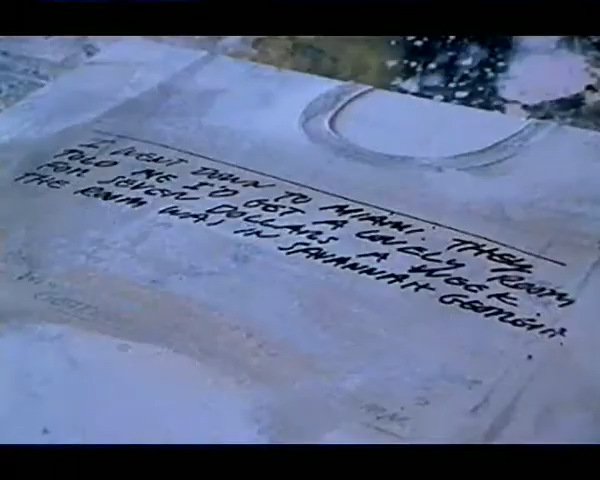 I WENT DOWN TO MIAMI. THEY
TOLD ME I'D GET A LOVELY ROOM
FOR SEVEN DOLLARS A WEEK.
THE ROOM WAS IN SAVANNAH GEORGIA.